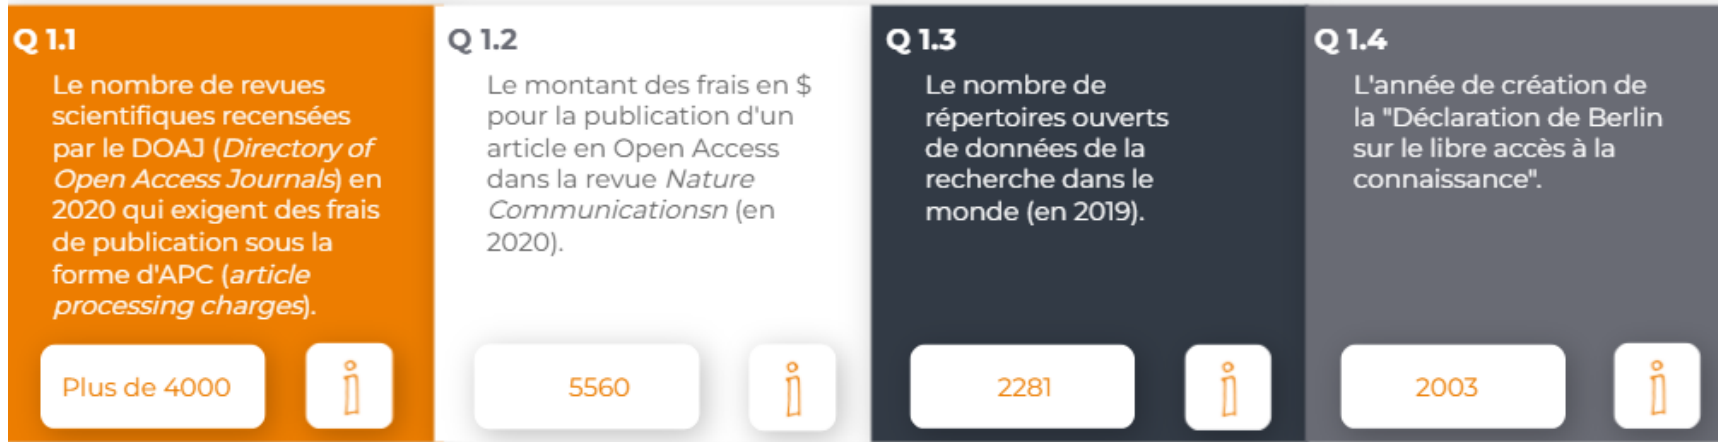 Q 1.1
Le nombre de revues
scientifiques recensées
par le DOAJ (Directory of
Open Access Journals) en
2020 qui exigent des frais
de publication sous la
forme d'APC (article
processing charges).
Plus de 4000
Q 1.2
Le montant des frais en $
pour la publication d'un
article en Open Access
dans la revue Nature
Communicationsn (en
2020).
5560
Q 1.3
Le nombre de
répertoires ouverts
de données de la
recherche dans le
monde (en 2019).
2281
Q 1.4
L'année de création de
la "Déclaration de Berlin
sur le libre accès à la
connaissance".
2003